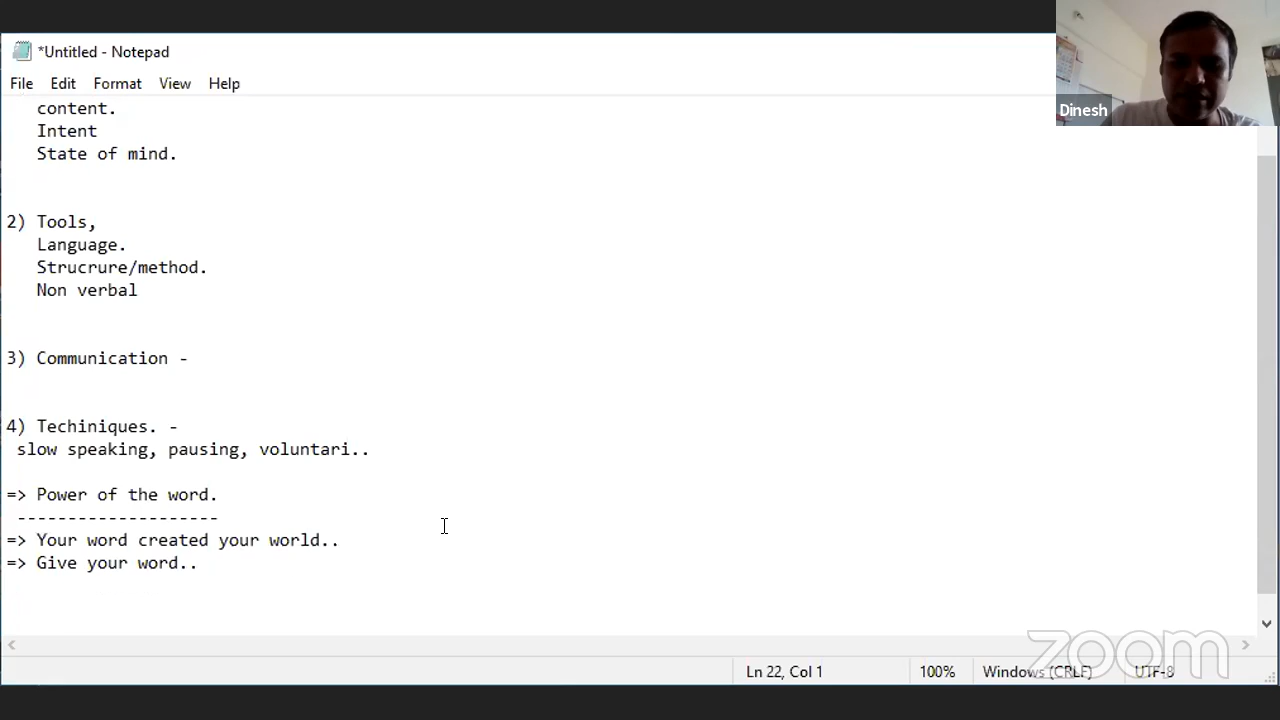 *Untitled - Notepad
File Edit Format View Help
Dinesh
content.
Intent
State of mind.
2) Tools,
Language.
Strucrure/method.
Non verbal
3) Communication -
4) Techiniques. -
slow speaking, pausing, voluntari..
=> Power of the word.
--------------------
=> Your word created your world..
=> Give your word..
zoom
Ln 22, Col 1 100% Windows (CRLF) UTF-8